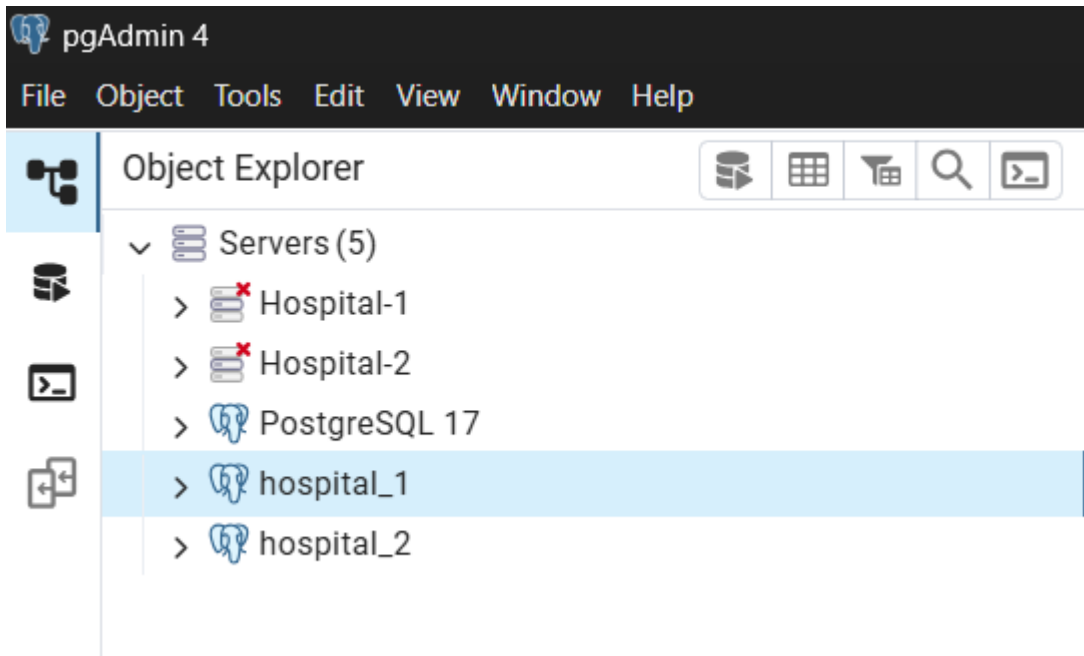 pgAdmin 4
File Object Tools Edit View Window Help
Object Explorer
Servers (5)
Hospital-1
Hospital-2
PostgreSQL 17
hospital_1
hospital_2